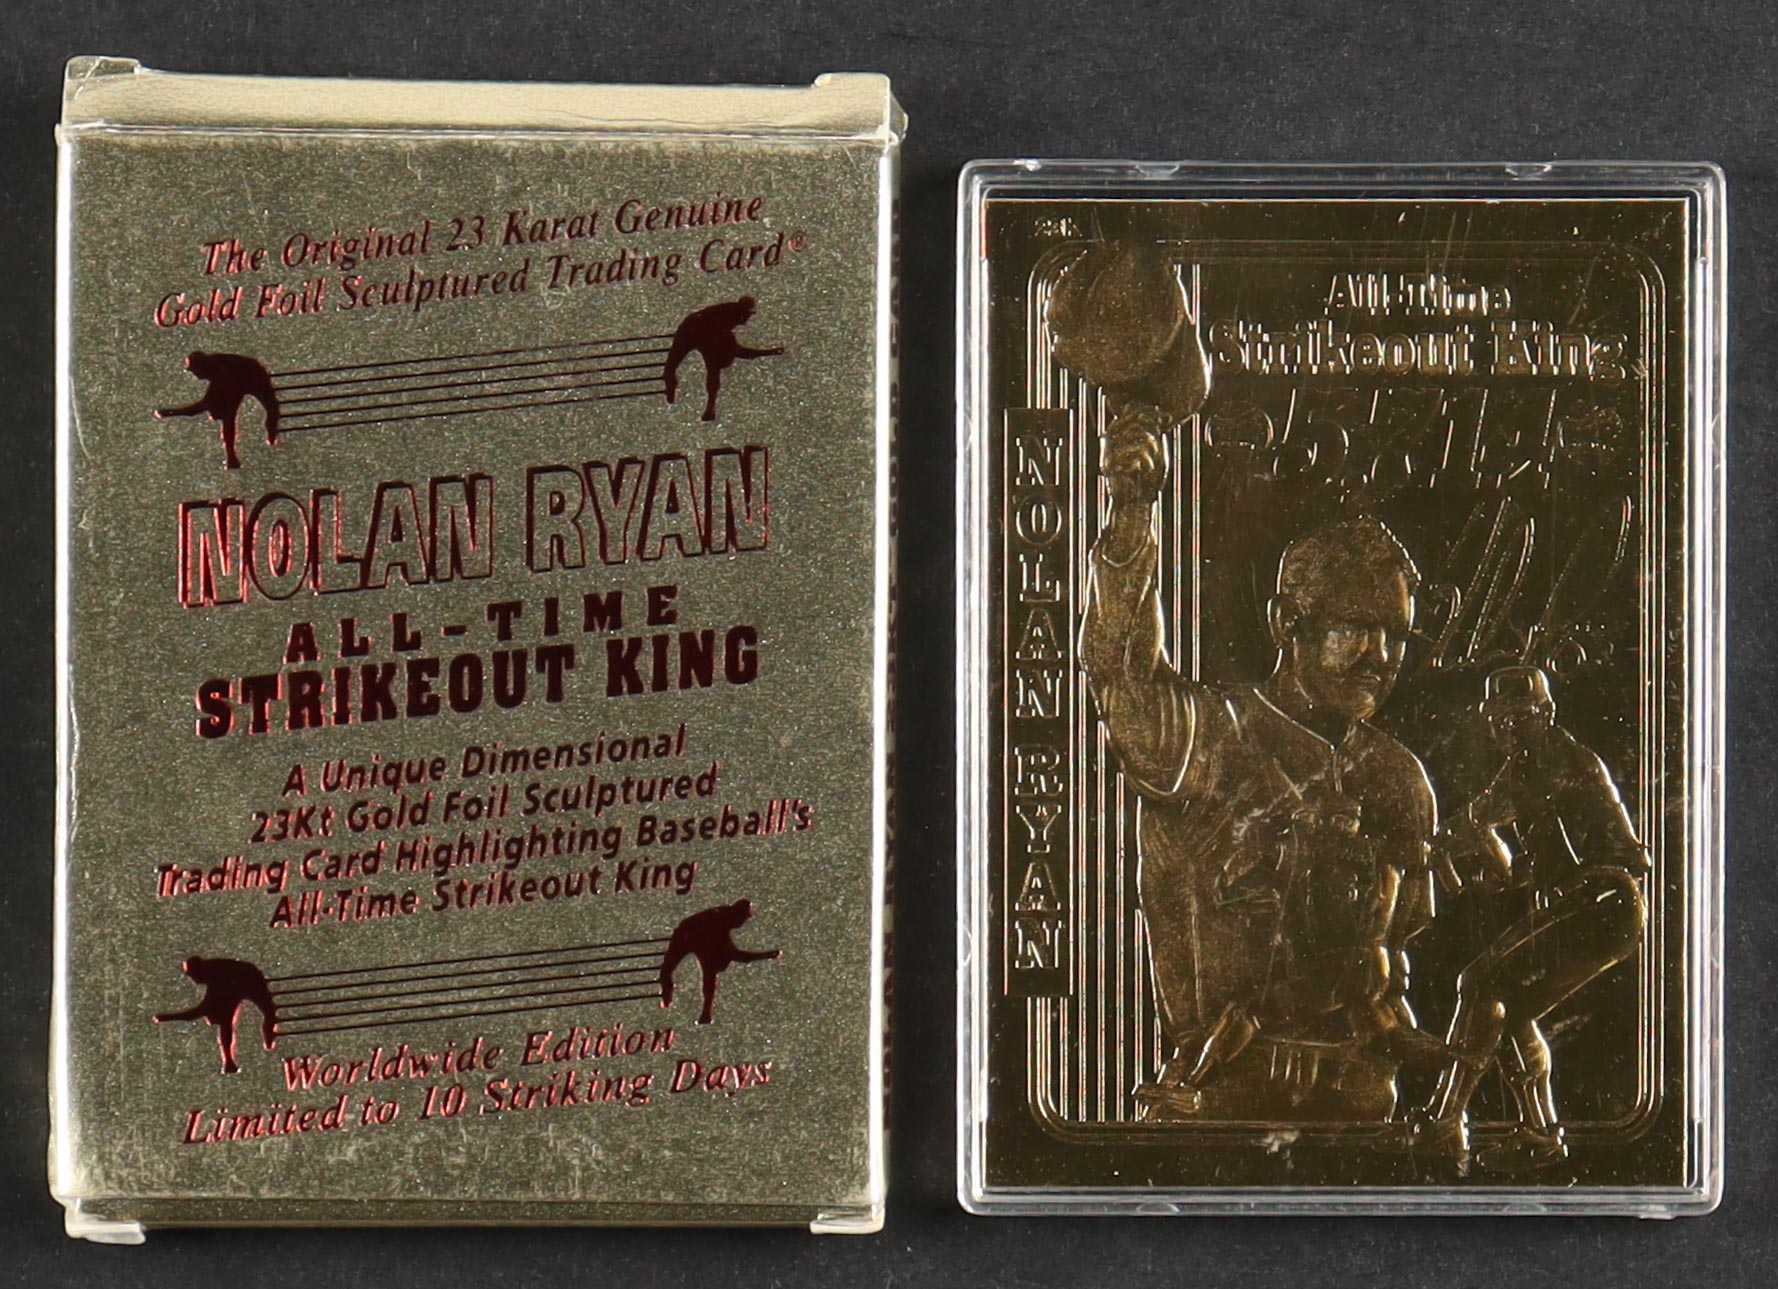 The Original 23 Karat Genuine
Gold Foil Sculptured Trading Card®
NOLAN RYAN
ALL-TIME
STRIKEOUT KING
A Unique Dimensional
23Kt Gold Foil Sculptured
Trading Card Highlighting Baseball's
All-Time Strikeout King
Worldwide Edition
Limited to 10 Striking Days
All-Time
Strikeout King
5,714
NOLAN RYAN